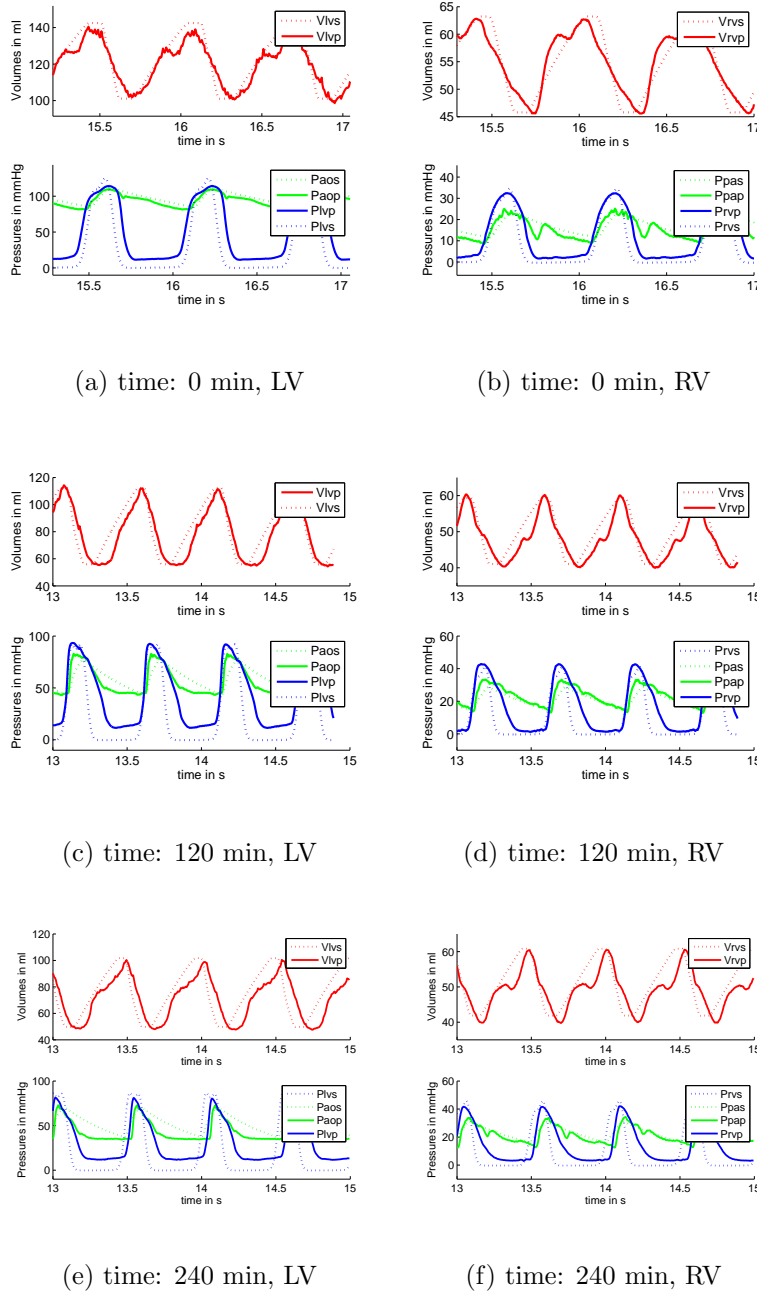 Volumes in ml
140
120
100
15.5
16
16.5
17
time in s
Vlvs
Vlvp
Pressures in mmHg
100
50
0
15.5
16
16.5
17
time in s
Paos
Paop
Plvp
Plvs
(a) time: 0 min, LV
Volumes in ml
65
60
55
50
45
15.5
16
16.5
17
time in s
Vrvs
Vrvp
Pressures in mmHg
40
30
20
10
0
15.5
16
16.5
17
time in s
Ppas
Ppap
Prvp
Prvs
(b) time: 0 min, RV
Volumes in ml
120
100
80
60
40
13
13.5
14
14.5
15
time in s
Vlvp
Vlvs
Pressures in mmHg
100
50
0
13
13.5
14
14.5
15
time in s
Paos
Paop
Plvp
Plvs
(c) time: 120 min, LV
Volumes in ml
60
50
40
13
13.5
14
14.5
15
time in s
Vrvs
Vrvp
Pressures in mmHg
60
40
20
0
13
13.5
14
14.5
15
time in s
Prvs
Ppas
Ppap
Prvp
(d) time: 120 min, RV
Volumes in ml
120
100
80
60
40
13
13.5
14
14.5
15
time in s
Vlvs
Vlvp
Pressures in mmHg
100
50
0
13
13.5
14
14.5
15
time in s
Plvs
Paos
Paop
Plvp
(e) time: 240 min, LV
Volumes in ml
60
50
40
13
13.5
14
14.5
15
time in s
Vrvs
Vrvp
Pressures in mmHg
60
40
20
0
13
13.5
14
14.5
15
time in s
Prvs
Ppas
Ppap
Prvp
(f) time: 240 min, RV